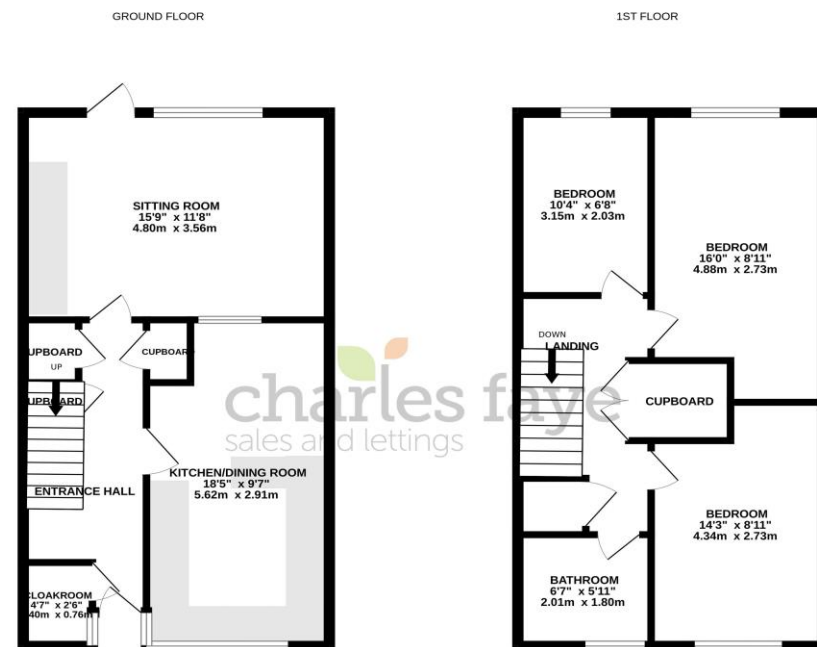 GROUND FLOOR
1ST FLOOR
SITTING ROOM
15'9" x 11'8"
4.80m x 3.56m
UPBOARD
UP
CUPBOARD
UPBOARD
KITCHEN/DINING ROOM
18'5" x 9'7"
5.62m x 2.91m
ENTRANCE HALL
CLOAKROOM
4'7" x 2'6"
.40m x 0.76m
BEDROOM
10'4" x 6'8"
3.15m x 2.03m
BEDROOM
16'0" x 8'11"
4.88m x 2.73m
DOWN
LANDING
CUPBOARD
BEDROOM
14'3" x 8'11"
4.34m x 2.73m
BATHROOM
6'7" x 5'11"
2.01m x 1.80m
charles faye
sales and lettings